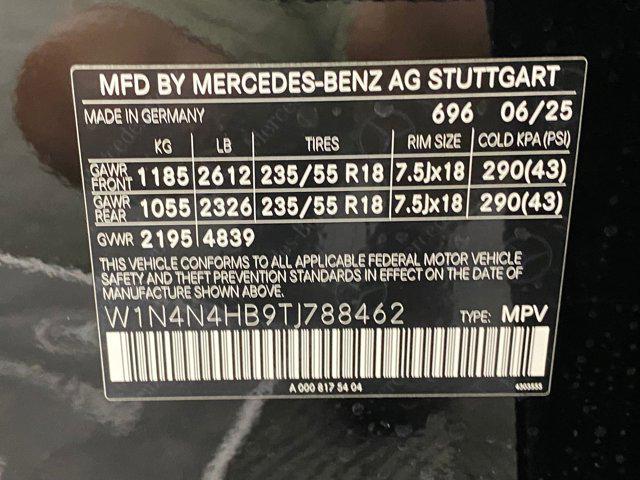 MFD BY MERCEDES-BENZ AG STUTTGART
MADE IN GERMANY 696 06/25
KG LB TIRES RIM SIZE COLD KPA(PSI)
GAWR FRONT 1185 2612 235/55 R18 7.5Jx18 290(43)
GAWR REAR 1055 2326 235/55 R18 7.5Jx18 290(43)
GVWR 2195 4839
THIS VEHICLE CONFORMS TO ALL APPLICABLE FEDERAL MOTOR VEHICLE
SAFETY AND THEFT PREVENTION STANDARDS IN EFFECT ON THE DATE OF
MANUFACTURE SHOWN ABOVE.
W1N4N4HB9TJ788462 TYPE: MPV
A 000 817 54 04